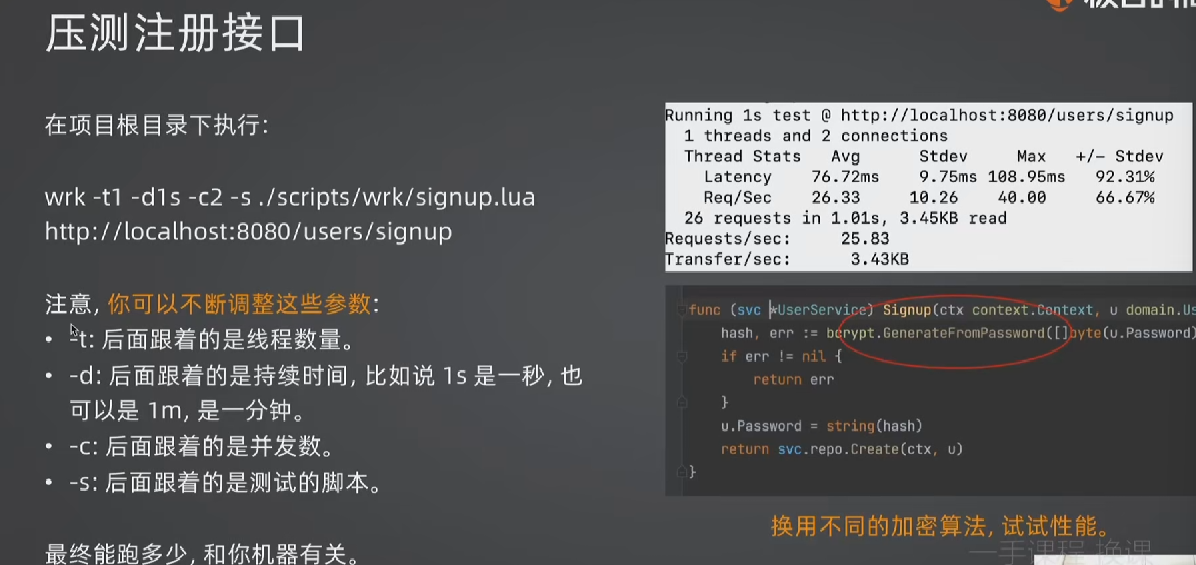 压测注册接口
在项目根目录下执行:
wrk -t1 -d1s -c2 -s ./scripts/wrk/signup.lua
http://localhost:8080/users/signup
注意, 你可以不断调整这些参数:
• -t: 后面跟着的是线程数量。
• -d: 后面跟着的是持续时间, 比如说 1s 是一秒, 也
可以是 1m, 是一分钟。
• -c: 后面跟着的是并发数。
• -s: 后面跟着的是测试的脚本。
最终能跑多少, 和你机器有关。
Running 1s test @ http://localhost:8080/users/signup
1 threads and 2 connections
Thread Stats Avg Stdev Max +/- Stdev
Latency 76.72ms 9.75ms 108.95ms 92.31%
Req/Sec 26.33 10.26 40.00 66.67%
26 requests in 1.01s, 3.45KB read
Requests/sec: 25.83
Transfer/sec: 3.43KB
func (svc *UserService) Signup(ctx context.Context, u domain.Us
hash, err := bcrypt.GenerateFromPassword([]byte(u.Password)
if err != nil {
return err
}
u.Password = string(hash)
return svc.repo.Create(ctx, u)
}
换用不同的加密算法, 试试性能。
一手课程 换课